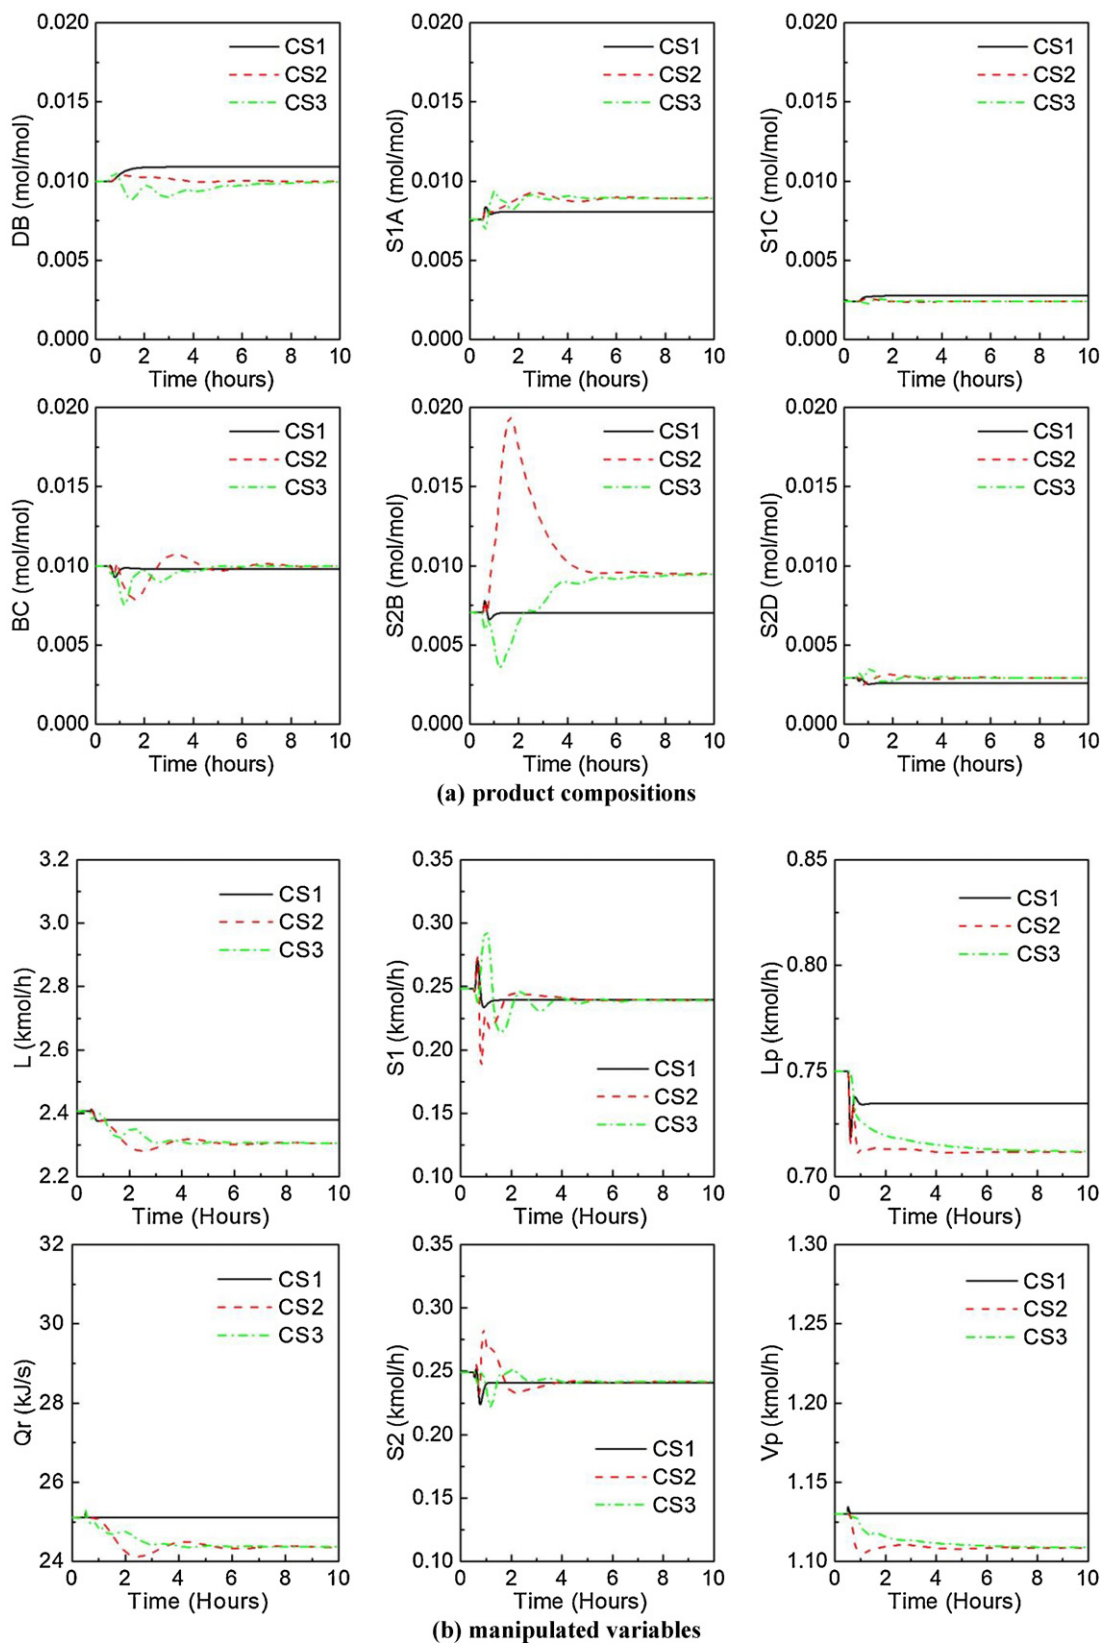 0.020
0.015
0.010
0.005
0.000
DB (mol/mol)
CS1
CS2
CS3
0 2 4 6 8 10
Time (hours)
0.020
0.015
0.010
0.005
0.000
S1A (mol/mol)
CS1
CS2
CS3
0 2 4 6 8 10
Time (hours)
0.020
0.015
0.010
0.005
0.000
S1C (mol/mol)
CS1
CS2
CS3
0 2 4 6 8 10
Time (hours)
0.020
0.015
0.010
0.005
0.000
BC (mol/mol)
CS1
CS2
CS3
0 2 4 6 8 10
Time (hours)
0.020
0.015
0.010
0.005
0.000
S2B (mol/mol)
CS1
CS2
CS3
0 2 4 6 8 10
Time (hours)
0.020
0.015
0.010
0.005
0.000
S2D (mol/mol)
CS1
CS2
CS3
0 2 4 6 8 10
Time (hours)
(a) product compositions
3.2
3.0
2.8
2.6
2.4
2.2
L (kmol/h)
CS1
CS2
CS3
0 2 4 6 8 10
Time (Hours)
0.35
0.30
0.25
0.20
0.15
0.10
S1 (kmol/h)
CS1
CS2
CS3
0 2 4 6 8 10
Time (Hours)
0.85
0.80
0.75
0.70
Lp (kmol/h)
CS1
CS2
CS3
0 2 4 6 8 10
Time (Hours)
32
30
28
26
24
Qr (kJ/s)
CS1
CS2
CS3
0 2 4 6 8 10
Time (Hours)
0.35
0.30
0.25
0.20
0.15
0.10
S2 (kmol/h)
CS1
CS2
CS3
0 2 4 6 8 10
Time (Hours)
1.30
1.25
1.20
1.15
1.10
Vp (kmol/h)
CS1
CS2
CS3
0 2 4 6 8 10
Time (Hours)
(b) manipulated variables